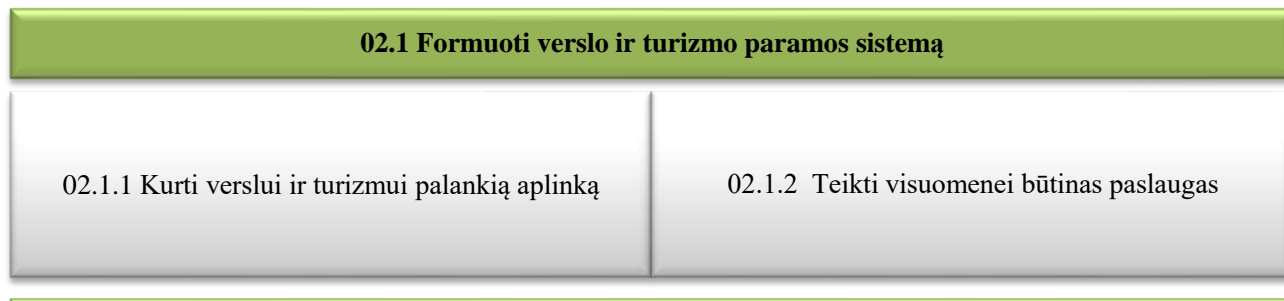 02.1 Formuoti verslo ir turizmo paramos sistemą
02.1.1 Kurti verslui ir turizmui palankią aplinką
02.1.2 Teikti visuomenei būtinas paslaugas